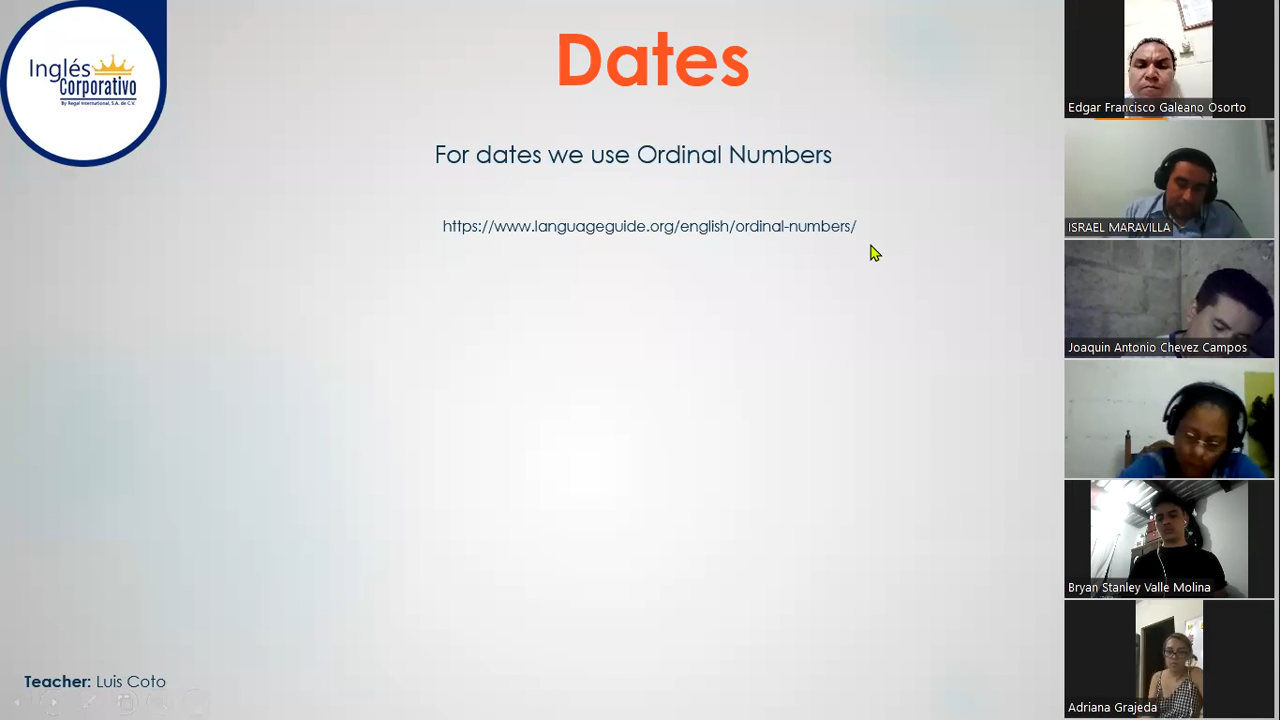 Inglés
Corporativo
By Regal International, S.A. de C.V.
Dates
For dates we use Ordinal Numbers
https://www.languageguide.org/english/ordinal-numbers/
Teacher: Luis Coto
Edgar Francisco Galeano Osorto
ISRAEL MARAVILLA
Joaquin Antonio Chevez Campos
Bryan Stanley Valle Molina
Adriana Grajeda